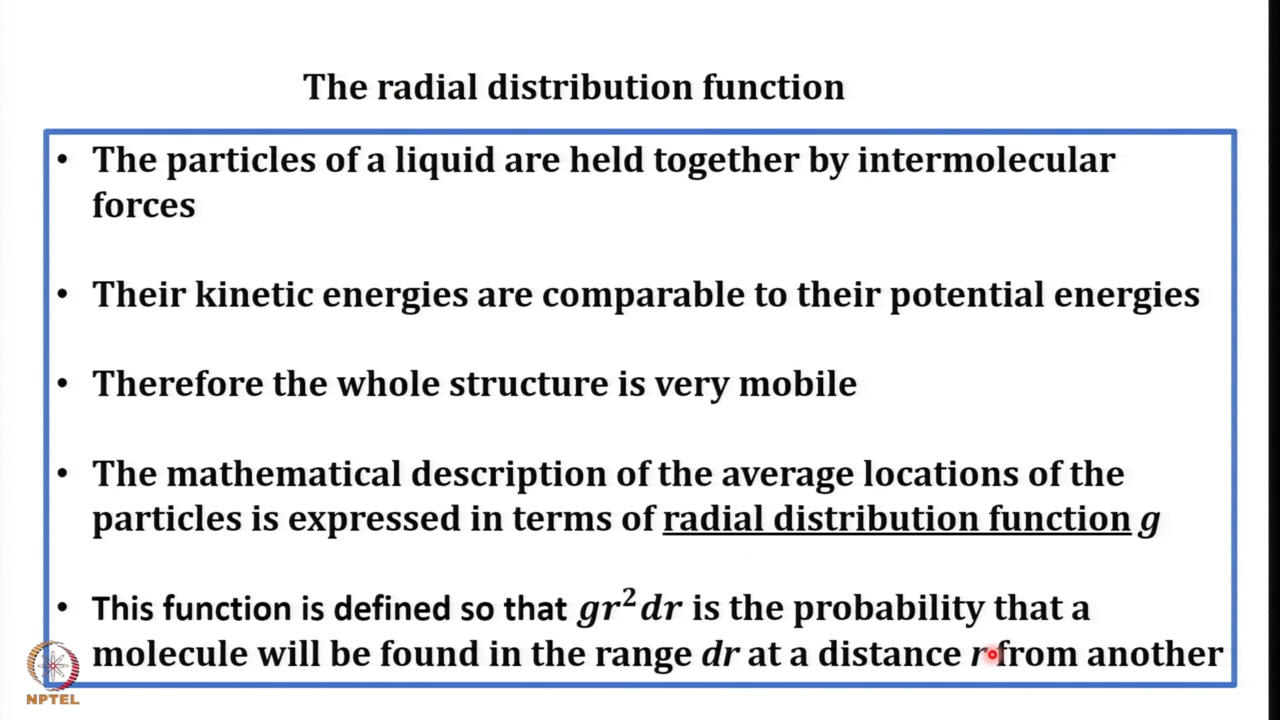 The radial distribution function
• The particles of a liquid are held together by intermolecular
forces
• Their kinetic energies are comparable to their potential energies
• Therefore the whole structure is very mobile
• The mathematical description of the average locations of the
particles is expressed in terms of radial distribution function g
• This function is defined so that gr²dr is the probability that a
molecule will be found in the range dr at a distance r from another
NPTEL